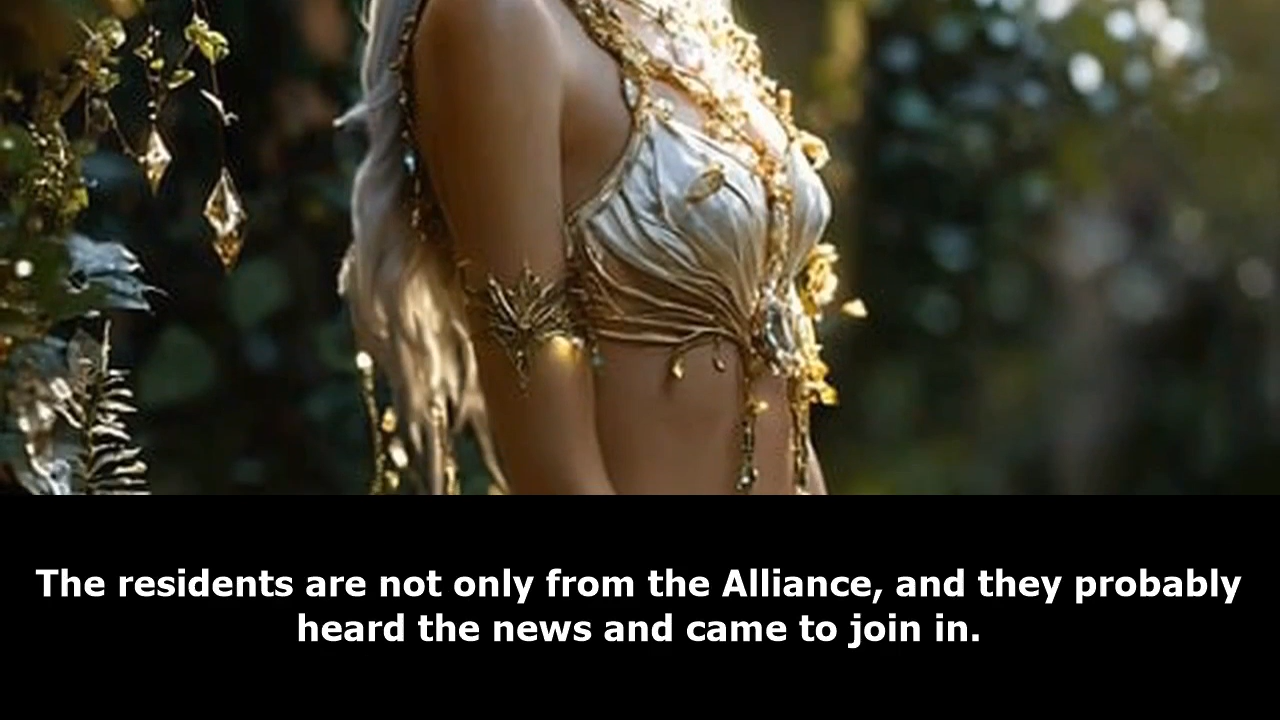 The residents are not only from the Alliance, and they probably
heard the news and came to join in.